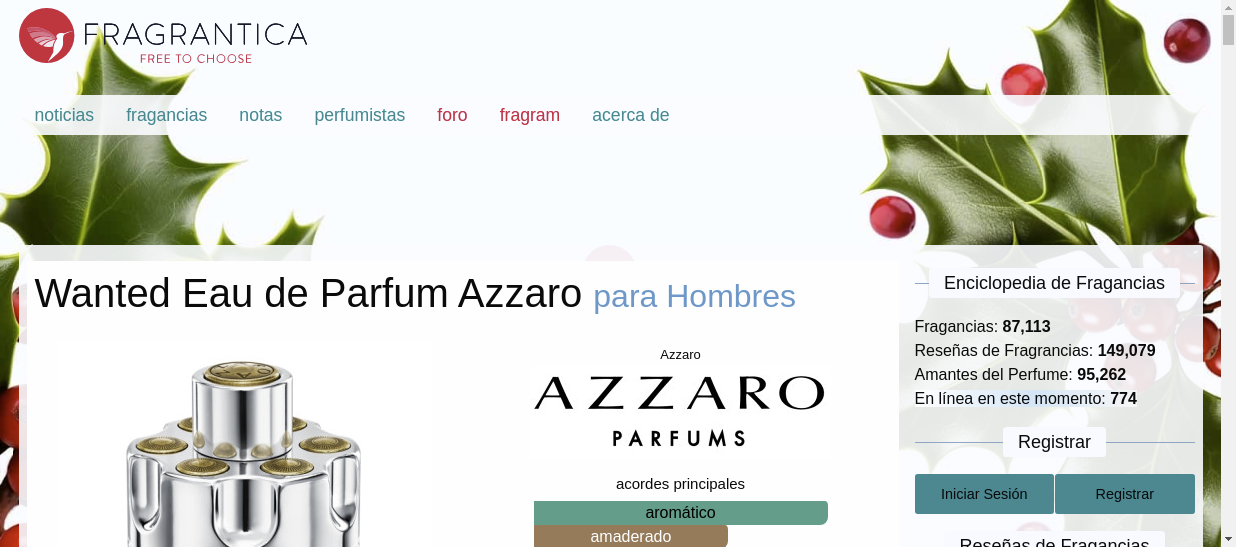 FRAGRANTICA
FREE TO CHOOSE
noticias fragancias notas perfumistas foro fragram acerca de
Wanted Eau de Parfum Azzaro para Hombres
Azzaro
AZZARO
PARFUMS
acordes principales
aromático
amaderado
Enciclopedia de Fragancias
Fragancias: 87,113
Reseñas de Fragrancias: 149,079
Amantes del Perfume: 95,262
En línea en este momento: 774
Registrar
Iniciar Sesión Registrar
Reseñas de Fragancias